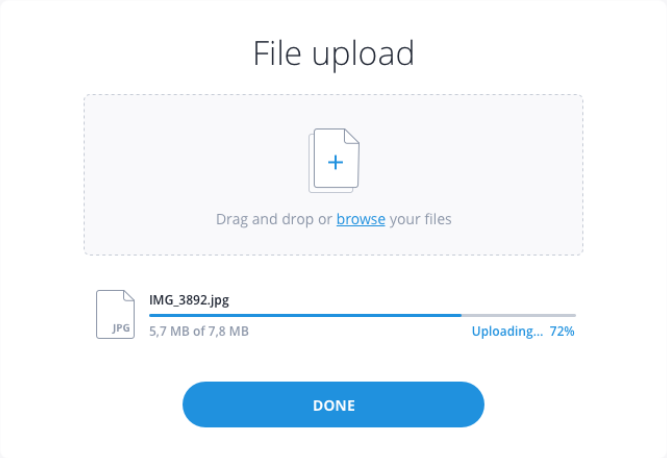 File upload
Drag and drop or browse your files
IMG_3892.jpg
JPG
5,7 MB of 7,8 MB
Uploading... 72%
DONE